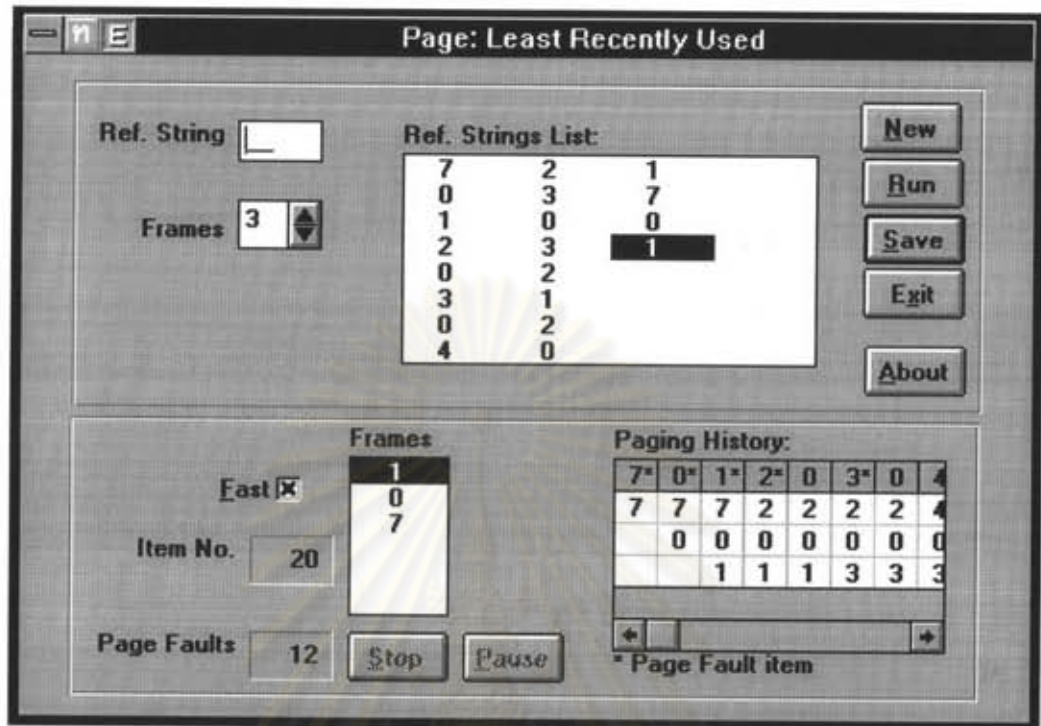 Page: Least Recently Used
Ref. String
Frames 3
Ref. Strings List:
7 2 1
0 3 7
1 0 0
2 3 1
0 2
3 1
0 2
4 0
New
Run
Save
Exit
About
Fast
Item No. 20
Page Faults 12
Frames
1
0
7
Stop
Pause
Paging History:
7* 0* 1* 2* 0 3* 0 4
7 7 7 2 2 2 2 4
0 0 0 0 0 0 0
1 1 1 3 3 3
* Page Fault item